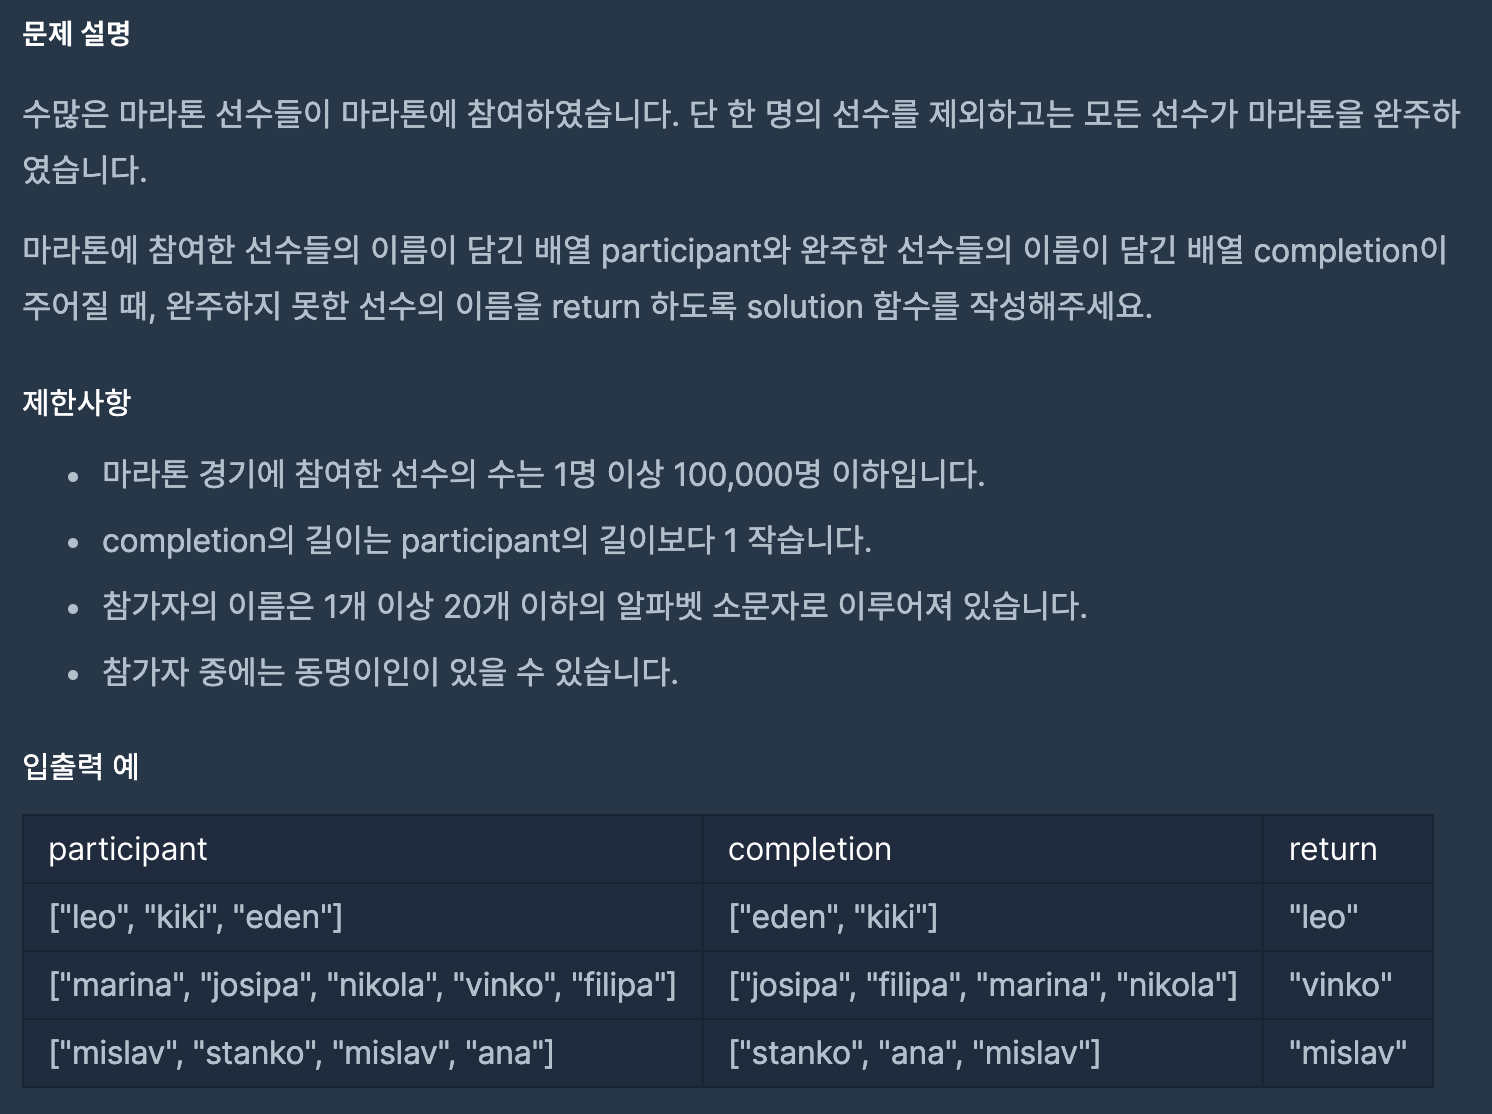 문제 설명
수많은 마라톤 선수들이 마라톤에 참여하였습니다. 단 한 명의 선수를 제외하고는 모든 선수가 마라톤을 완주하
였습니다.
마라톤에 참여한 선수들의 이름이 담긴 배열 participant와 완주한 선수들의 이름이 담긴 배열 completion이
주어질 때, 완주하지 못한 선수의 이름을 return 하도록 solution 함수를 작성해주세요.
제한사항
• 마라톤 경기에 참여한 선수의 수는 1명 이상 100,000명 이하입니다.
• completion의 길이는 participant의 길이보다 1 작습니다.
• 참가자의 이름은 1개 이상 20개 이하의 알파벳 소문자로 이루어져 있습니다.
• 참가자 중에는 동명이인이 있을 수 있습니다.
입출력 예
participant completion return
["leo", "kiki", "eden"] ["eden", "kiki"] "leo"
["marina", "josipa", "nikola", "vinko", "filipa"] ["josipa", "filipa", "marina", "nikola"] "vinko"
["mislav", "stanko", "mislav", "ana"] ["stanko", "ana", "mislav"] "mislav"